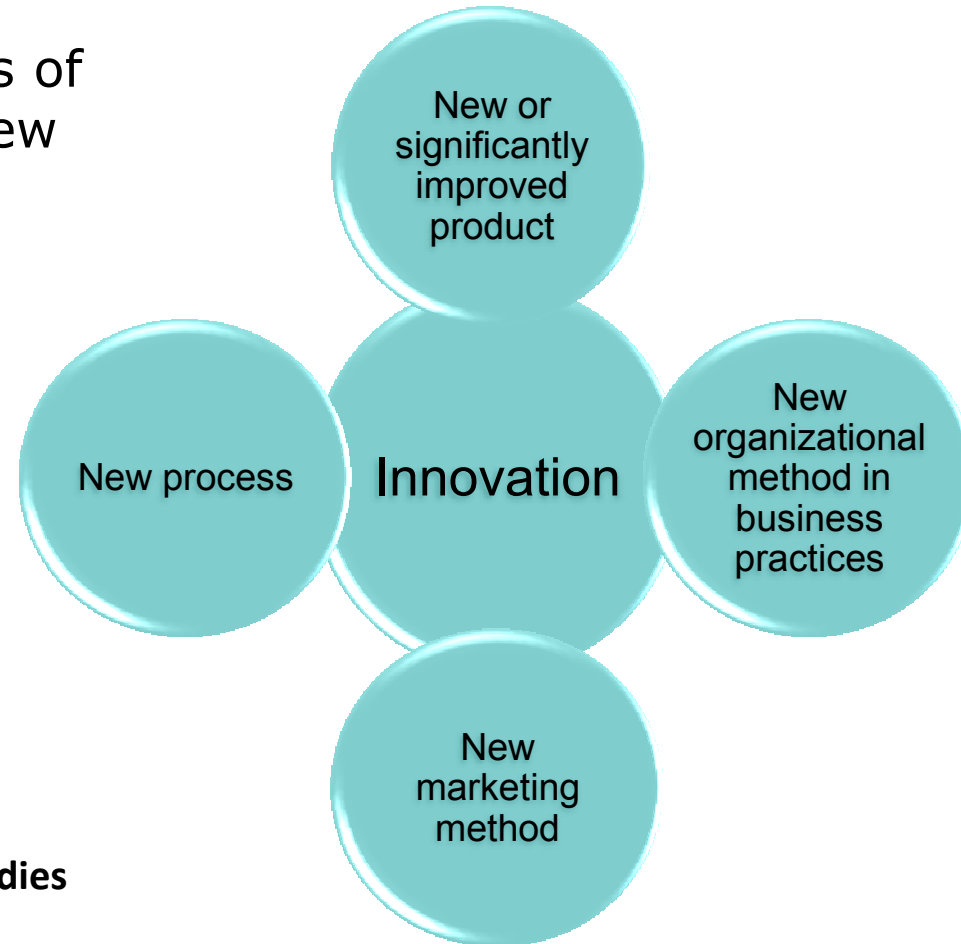 s of
ew
New or
significantly
improved
product
New process
Innovation
New
organizational
method in
business
practices
New
marketing
method
dies